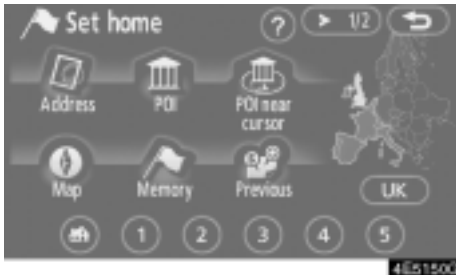 Set home
? 1/2
Address POI POI near cursor
Map Memory Previous
UK
1 2 3 4 5
4E5150C